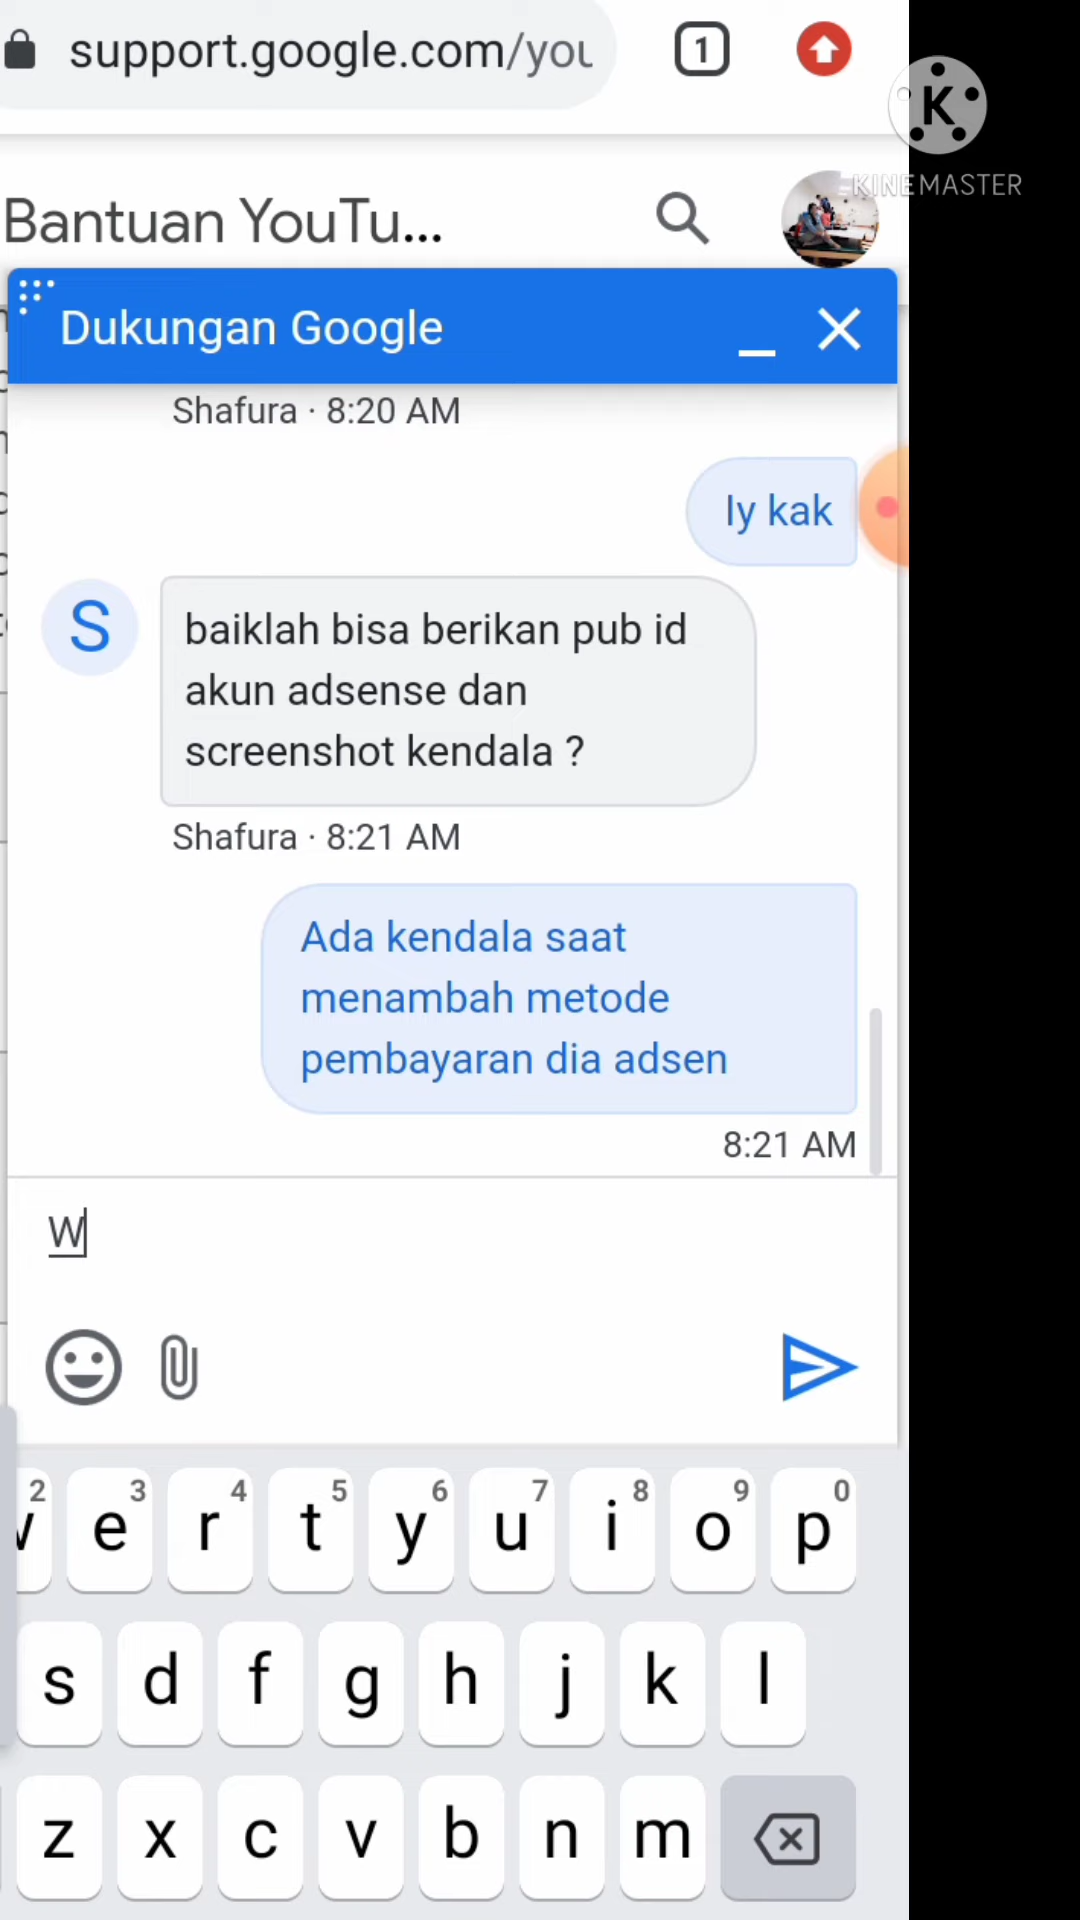 support.google.com/you
1
K
KINEMASTER
Bantuan YouTu...
Dukungan Google
Shafura · 8:20 AM
Iy kak
S
baiklah bisa berikan pub id
akun adsense dan
screenshot kendala ?
Shafura · 8:21 AM
Ada kendala saat
menambah metode
pembayaran dia adsen
8:21 AM
W
2 3 4 5 6 7 8 9 0
w e r t y u i o p
s d f g h j k l
z x c v b n m